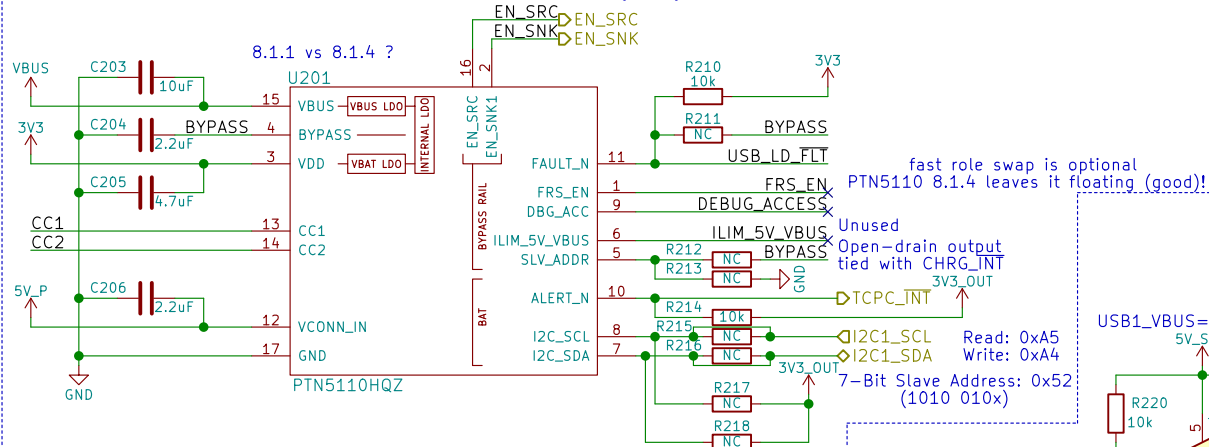 EN_SRC
EN_SRC
EN_SNK
EN_SNK
8.1.1 vs 8.1.4 ?
VBUS
C203
10uF
U201
16
2
R210
10k
3V3
15
VBUS
VBUS LDO
INTERNAL LDO
EN_SRC
EN_SNK1
3V3
C204
2.2uF
BYPASS
4
BYPASS
R211
NC
BYPASS
3
VDD
VBAT LDO
FAULT_N
11
USB_LD_FLT
fast role swap is optional
PTN5110 8.1.4 leaves it floating (good)!
C205
4.7uF
BYPASS RAIL
FRS_EN
1
FRS_EN
DBG_ACC
9
DEBUG_ACCESS
CC1
13
CC1
CC2
14
CC2
ILIM_5V_VBUS
6
ILIM_5V_VBUS
Unused
SLV_ADDR
5
R212
NC
BYPASS
Open-drain output
tied with CHRG_INT
R213
NC
GND
5V_P
C206
2.2uF
BAT
ALERT_N
10
TCPC_INT
3V3_OUT
R214
10k
12
VCONN_IN
I2C_SCL
8
R215
NC
I2C1_SCL
Read: 0xA5
17
GND
I2C_SDA
7
R216
NC
I2C1_SDA
Write: 0xA4
USB1_VBUS=
5V_S
GND
PTN5110HQZ
3V3_OUT
7-Bit Slave Address: 0x52
(1010 010x)
R217
NC
R218
NC
R220
10k
5